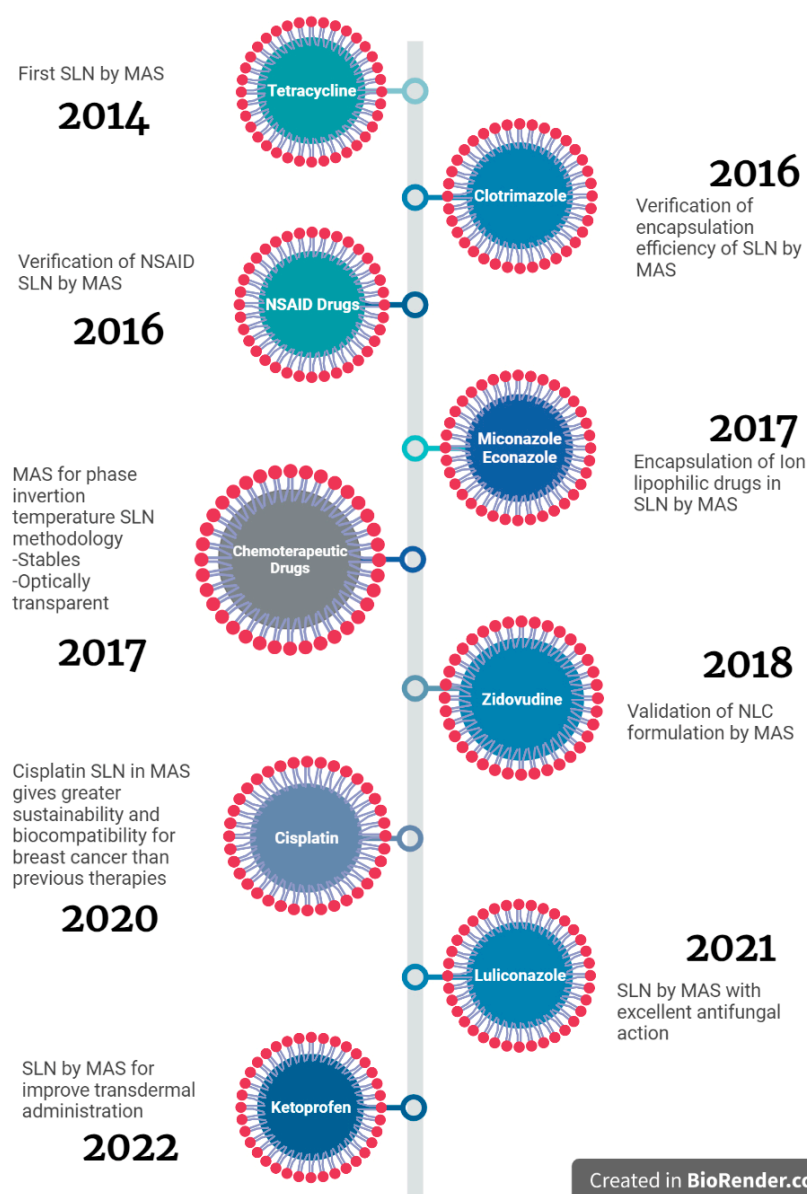 First SLN by MAS
2014
Tetracycline
Clotrimazole
2016
Verification of
encapsulation
efficiency of SLN by
MAS
Verification of NSAID
SLN by MAS
2016
NSAID Drugs
Miconazole
Econazole
2017
Encapsulation of Ion
lipophilic drugs in
SLN by MAS
MAS for phase
invertion
temperature SLN
methodology
-Stables
-Optically
transparent
2017
Chemoterapeutic
Drugs
Zidovudine
2018
Validation of NLC
formulation by MAS
Cisplatin SLN in MAS
gives greater
sustainability and
biocompatibility for
breast cancer than
previous therapies
2020
Cisplatin
Luliconazole
2021
SLN by MAS with
excellent antifungal
action
SLN by MAS for
improve transdermal
administration
2022
Ketoprofen
Created in BioRender.co